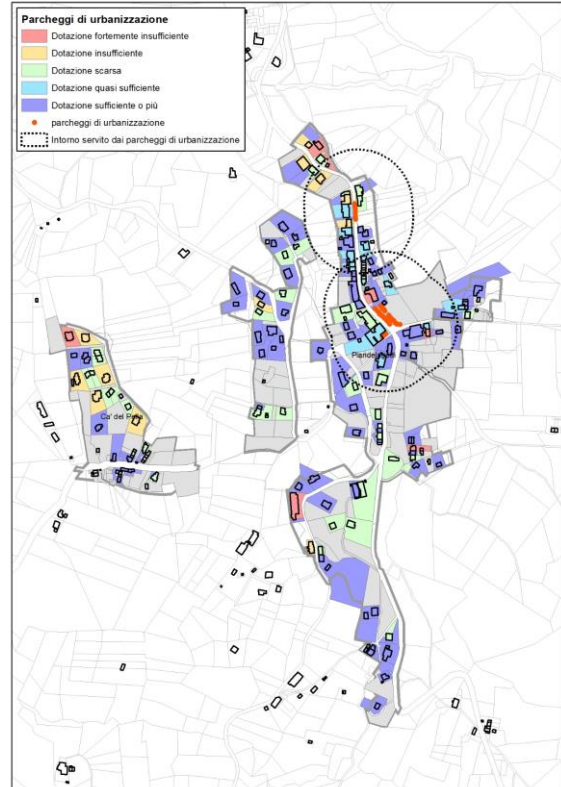 Parcheggi di urbanizzazione
Dotazione fortemente insufficiente
Dotazione insufficiente
Dotazione scarsa
Dotazione quasi sufficiente
Dotazione sufficiente o più
parcheggi di urbanizzazione
Intorno servito dai parcheggi di urbanizzazione
Ca' del